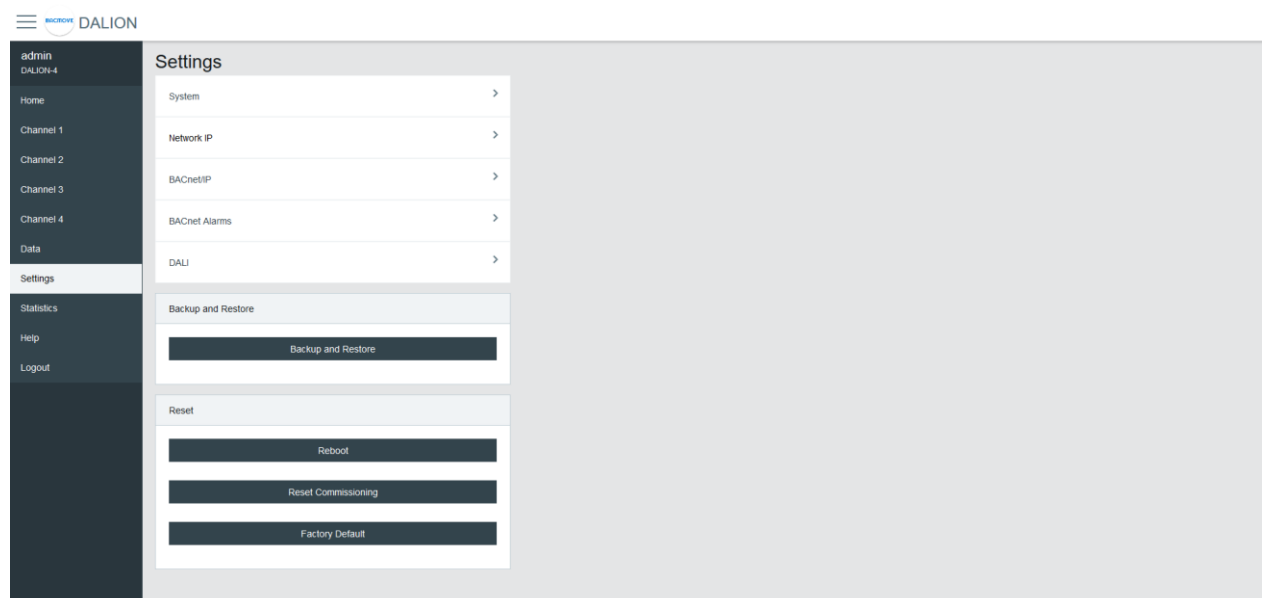 DALION
admin
DALION-4
Home
Channel 1
Channel 2
Channel 3
Channel 4
Data
Settings
Statistics
Help
Logout
Settings
System
Network IP
BACnet/IP
BACnet Alarms
DALI
Backup and Restore
Backup and Restore
Reset
Reboot
Reset Commissioning
Factory Default